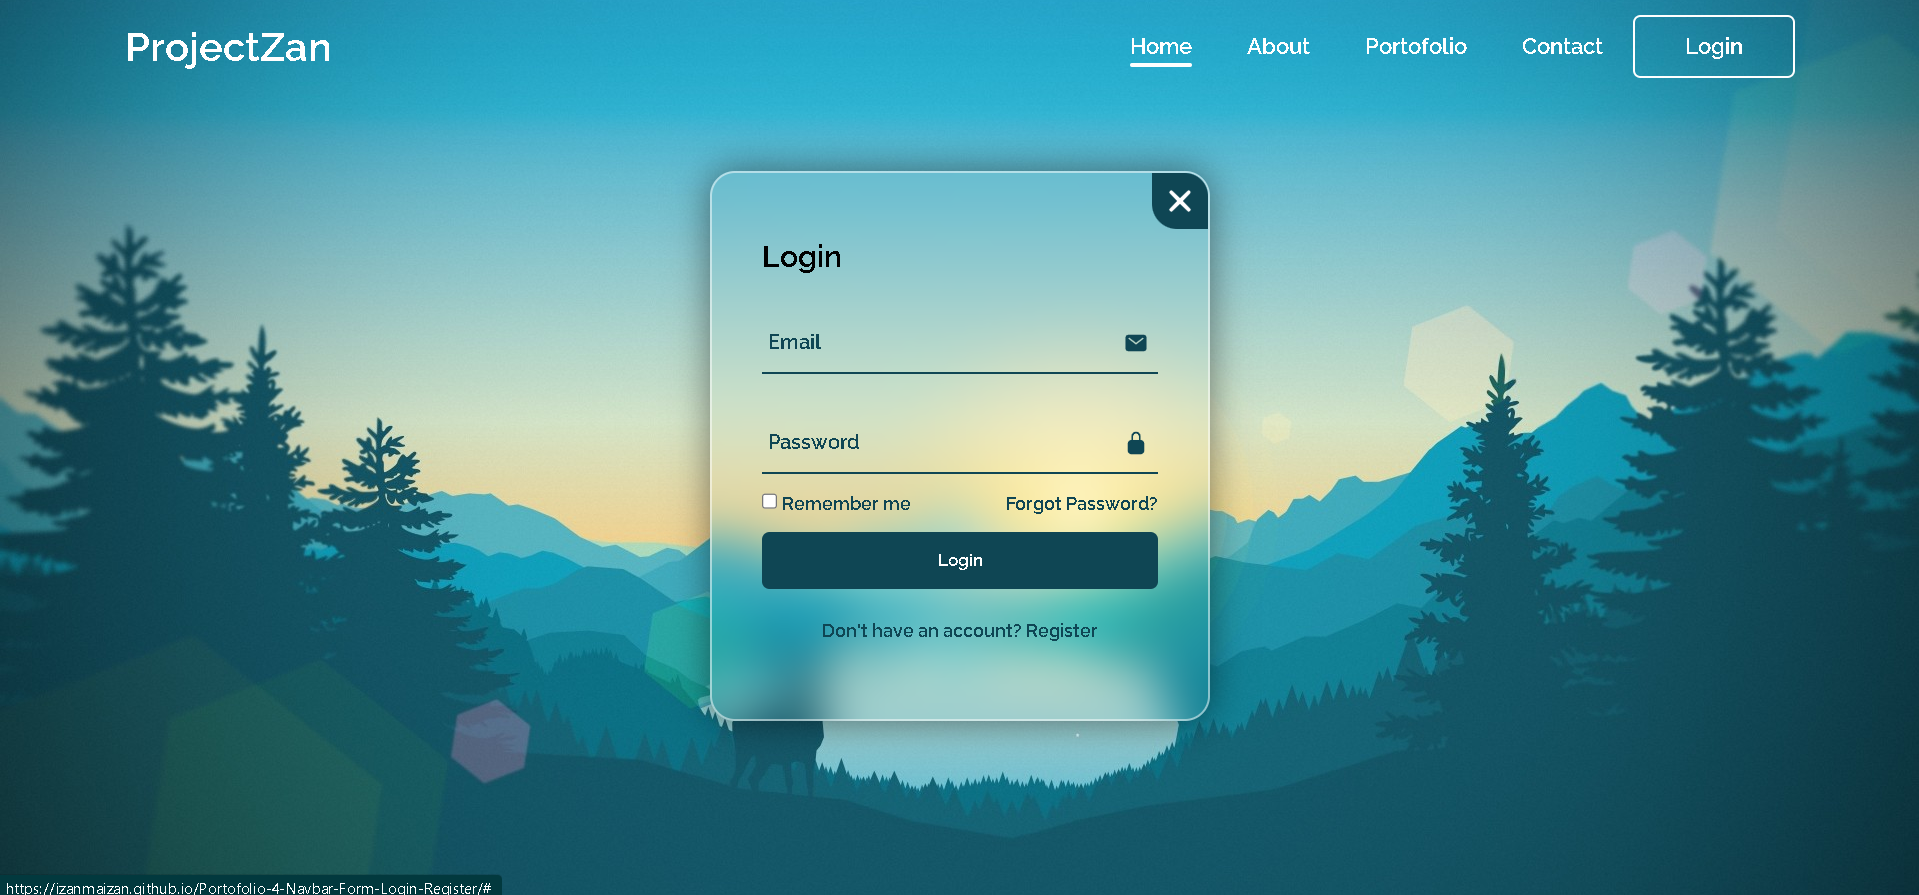 ProjectZan
Home About Portofolio Contact Login
Login
Email
Password
Remember me Forgot Password?
Login
Don't have an account? Register
https://izanmaizan.github.io/Portofolio-4-Navbar-Form-Login-Register/#